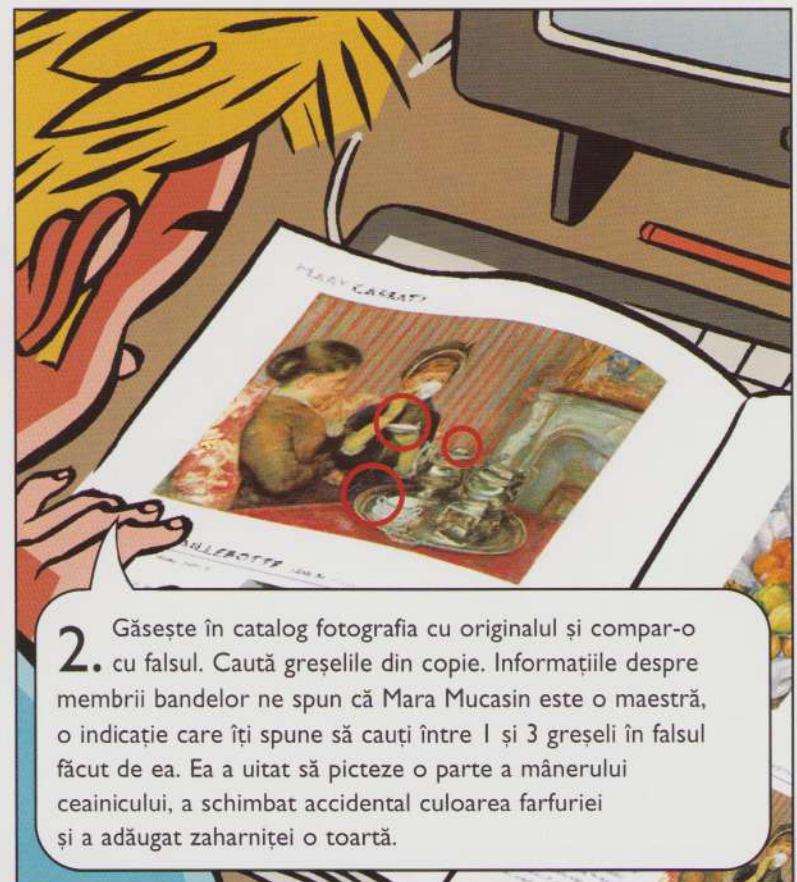 MARY CASSATT
2. Găsește în catalog fotografia cu originalul și compar-o
cu falsul. Caută greșelile din copie. Informațiile despre
membrii bandelor ne spun că Mara Mucasin este o maestră,
o indicație care îți spune să cauți între 1 și 3 greșeli în falsul
făcut de ea. Ea a uitat să picteze o parte a mânerului
ceainicului, a schimbat accidental culoarea farfuriei
și a adăugat zaharniței o toartă.